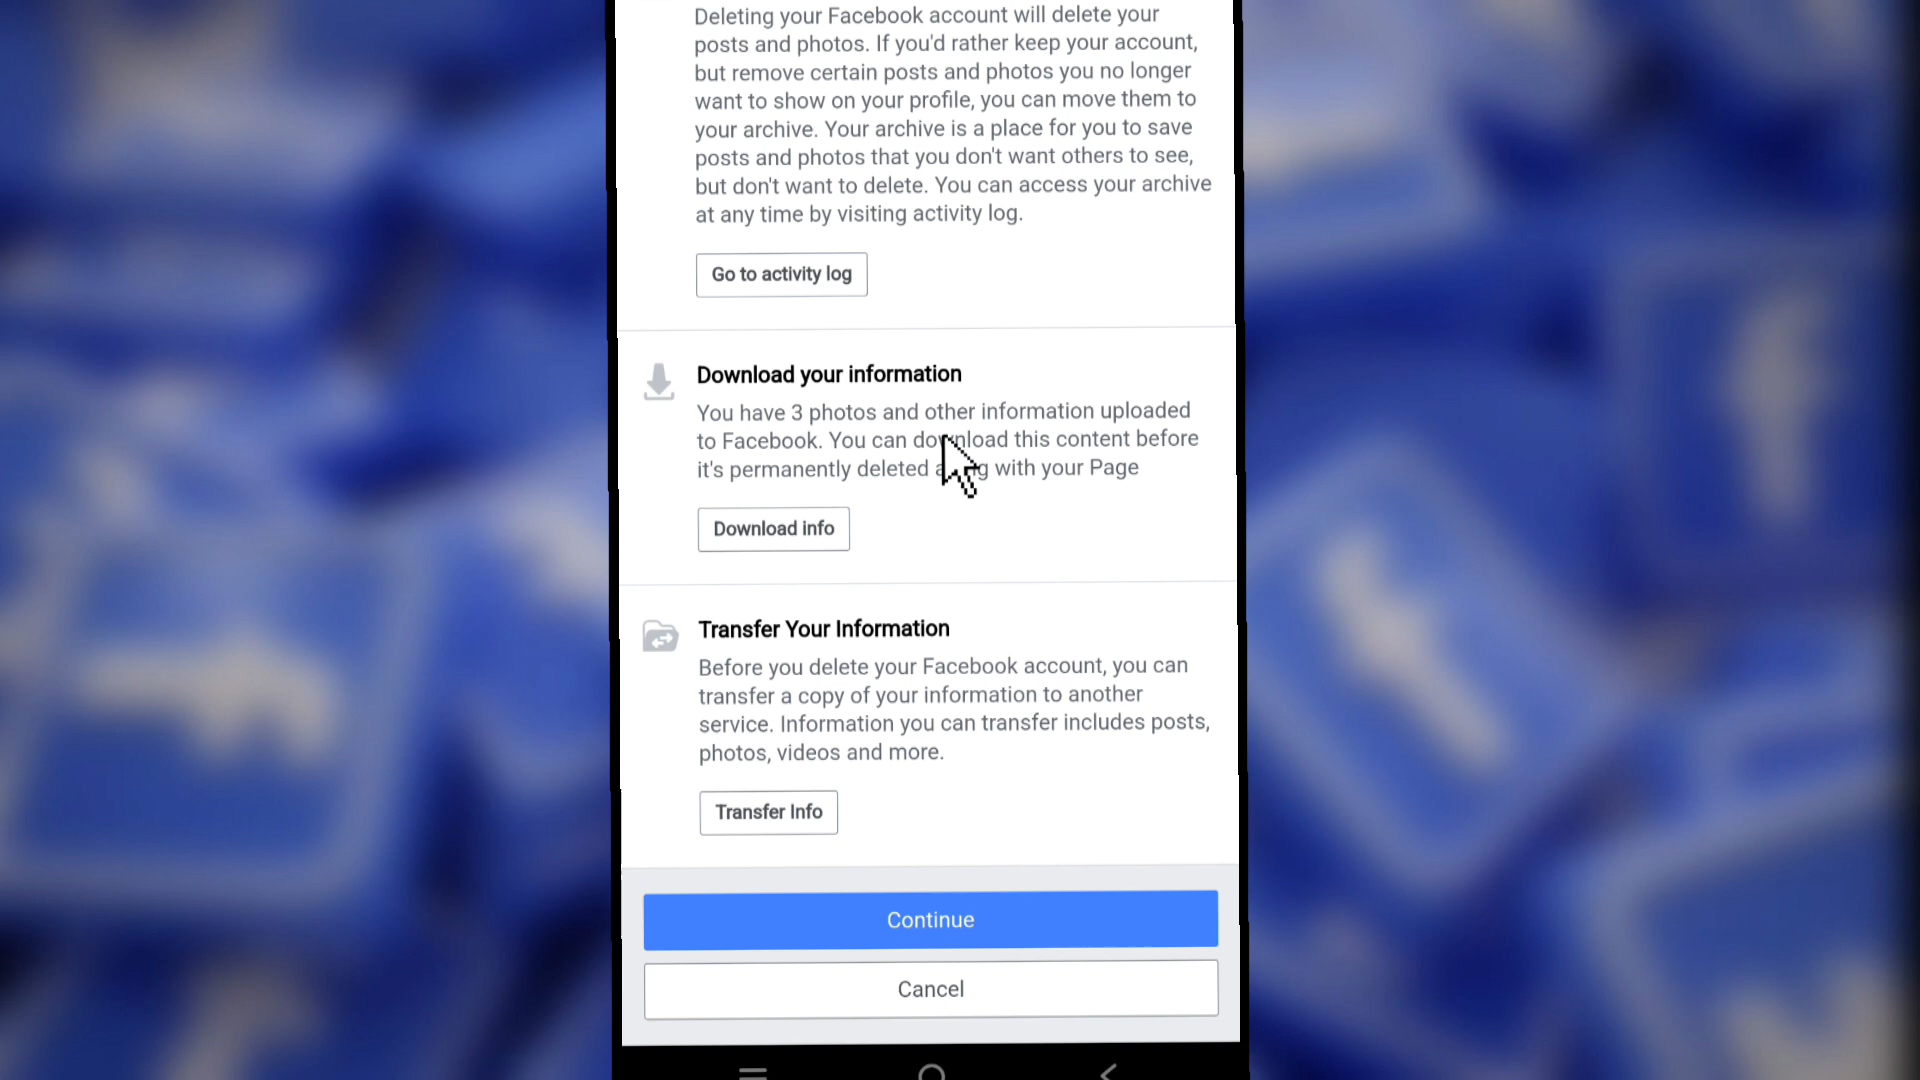 Deleting your Facebook account will delete your
posts and photos. If you'd rather keep your account,
but remove certain posts and photos you no longer
want to show on your profile, you can move them to
your archive. Your archive is a place for you to save
posts and photos that you don't want others to see,
but don't want to delete. You can access your archive
at any time by visiting activity log.
Go to activity log
Download your information
You have 3 photos and other information uploaded
to Facebook. You can download this content before
it's permanently deleted along with your Page
Download info
Transfer Your Information
Before you delete your Facebook account, you can
transfer a copy of your information to another
service. Information you can transfer includes posts,
photos, videos and more.
Transfer Info
Continue
Cancel